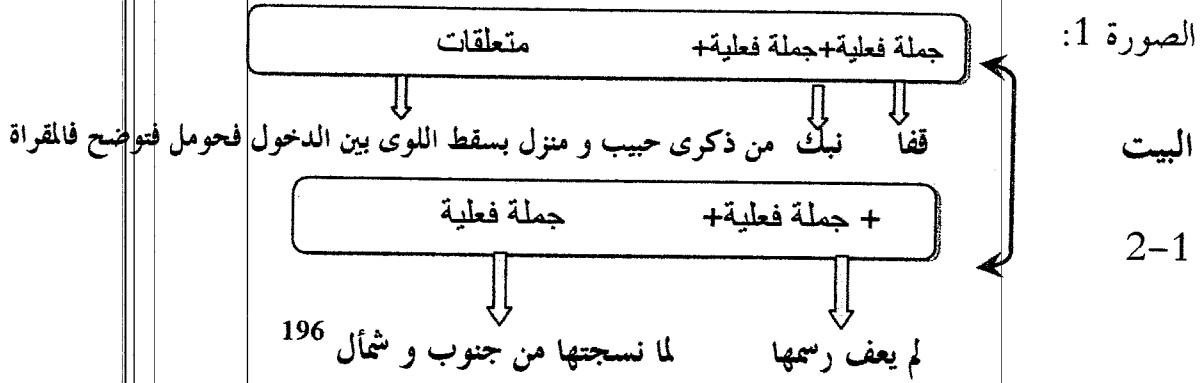 الصورة 1:
جملة فعلية+جملة فعلية+ متعلقات
البيت
قفا نبك من ذكرى حبيب و منزل بسقط اللوى بين الدخول فحومل فتوضح فالمقراة
2-1
+ جملة فعلية+ جملة فعلية
لم يعف رسمها لما نسجتها من جنوب و شمأل 196